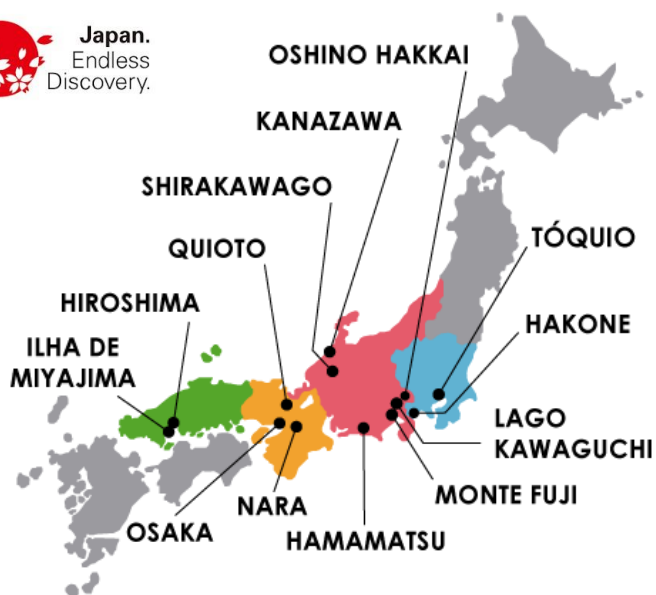 Japan.
Endless
Discovery.
OSHINO HAKKAI
KANAZAWA
SHIRAKAWAGO
QUIOTO
TÓQUIO
HIROSHIMA
HAKONE
ILHA DE
MIYAJIMA
LAGO
KAWAGUCHI
MONTE FUJI
NARA
OSAKA
HAMAMATSU